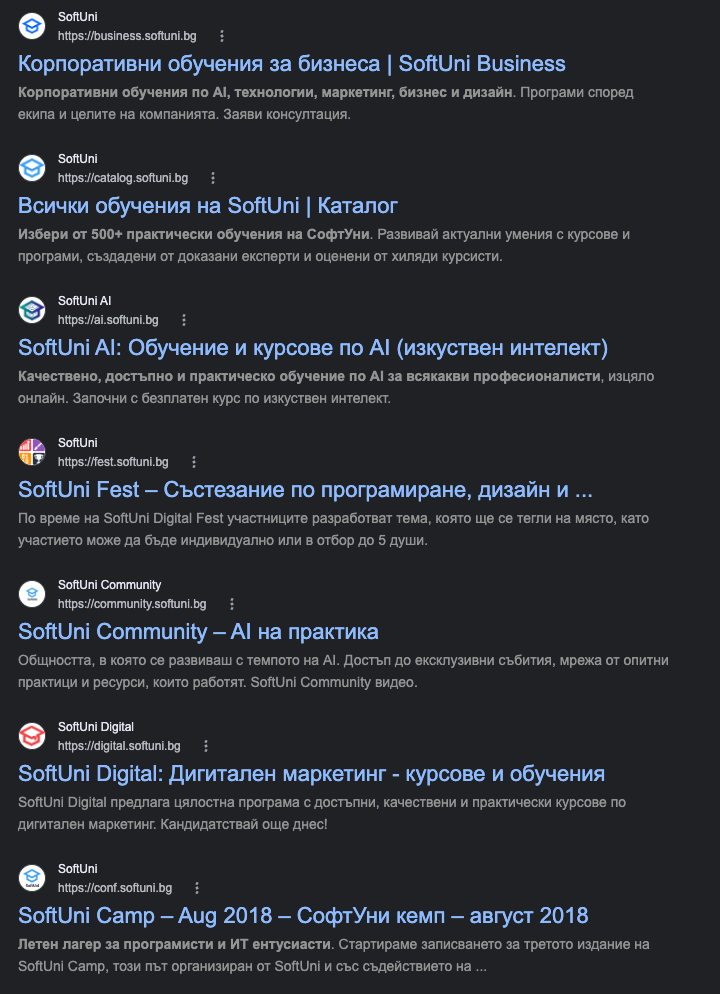 SoftUni
https://business.softuni.bg
Корпоративни обучения за бизнеса | SoftUni Business
Корпоративни обучения по AI, технологии, маркетинг, бизнес и дизайн. Програми според
екипа и целите на компанията. Заяви консултация.
SoftUni
https://catalog.softuni.bg
Всички обучения на SoftUni | Каталог
Избери от 500+ практически обучения на СофтУни. Развивай актуални умения с курсове и
програми, създадени от доказани експерти и оценени от хиляди курсисти.
SoftUni AI
https://ai.softuni.bg
SoftUni AI: Обучение и курсове по AI (изкуствен интелект)
Качествено, достъпно и практическо обучение по AI за всякакви професионалисти, изцяло
онлайн. Започни с безплатен курс по изкуствен интелект.
SoftUni
https://fest.softuni.bg
SoftUni Fest – Състезание по програмиране, дизайн и ...
По време на SoftUni Digital Fest участниците разработват тема, която ще се тегли на място, като
участието може да бъде индивидуално или в отбор до 5 души.
SoftUni Community
https://community.softuni.bg
SoftUni Community – AI на практика
Общността, в която се развиваш с темпото на AI. Достъп до ексклузивни събития, мрежа от опитни
практици и ресурси, които работят. SoftUni Community видео.
SoftUni Digital
https://digital.softuni.bg
SoftUni Digital: Дигитален маркетинг - курсове и обучения
SoftUni Digital предлага цялостна програма с достъпни, качествени и практически курсове по
дигитален маркетинг. Кандидатствай още днес!
SoftUni
https://conf.softuni.bg
SoftUni Camp – Aug 2018 – СофтУни кемп – август 2018
Летен лагер за програмисти и ИТ ентусиасти. Стартираме записването за третото издание на
SoftUni Camp, този път организиран от SoftUni и със съдействието на ...